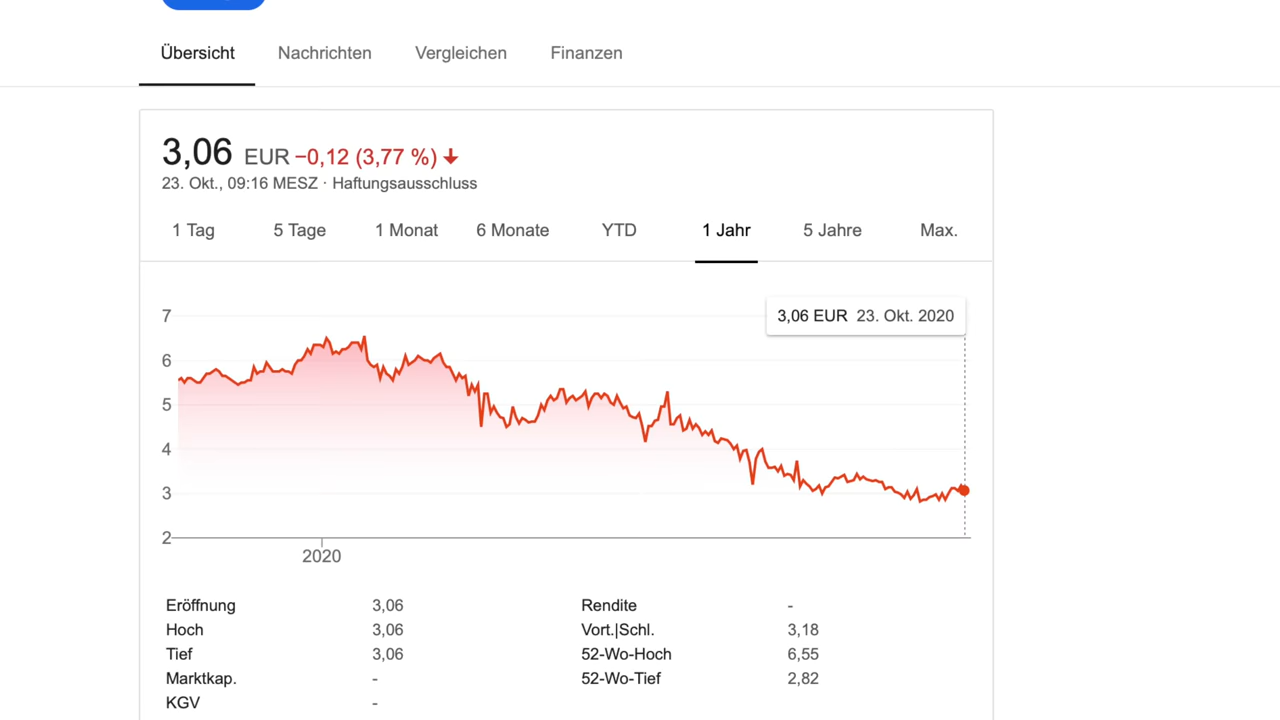 Übersicht Nachrichten Vergleichen Finanzen
3,06 EUR −0,12 (3,77 %)
23. Okt., 09:16 MESZ · Haftungsausschluss
1 Tag 5 Tage 1 Monat 6 Monate YTD 1 Jahr 5 Jahre Max.
3,06 EUR 23. Okt. 2020
7
6
5
4
3
2
2020
Eröffnung 3,06 Rendite -
Hoch 3,06 Vort.|Schl. 3,18
Tief 3,06 52-Wo-Hoch 6,55
Marktkap. - 52-Wo-Tief 2,82
KGV -